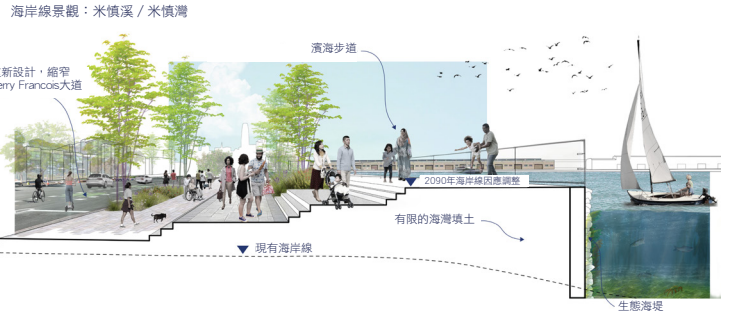 海岸線景觀：米慎溪 / 米慎灣
濱海步道
新設計，縮窄
erry Francois大道
2090年海岸線因應調整
有限的海灣填土
現有海岸線
生態海堤